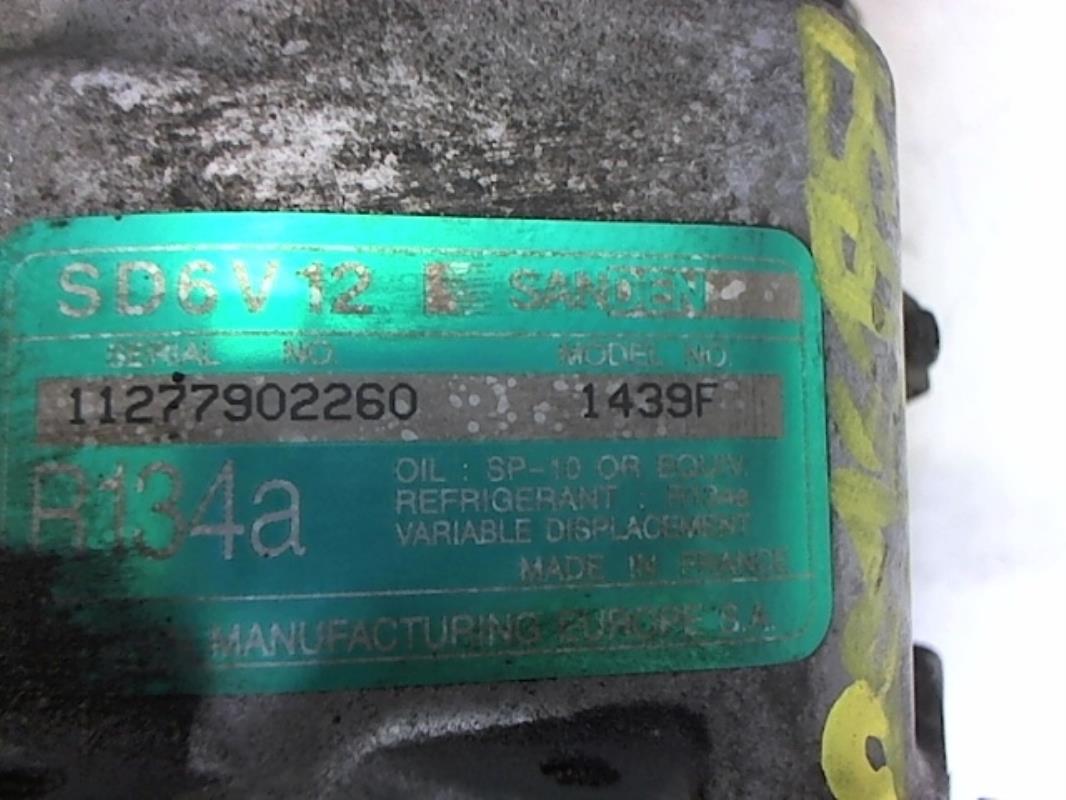 SD6V12 SANDEN
SERIAL NO. MODEL NO.
11277902260 1439F
R134a
OIL : SP-10 OR EQUIV.
REFRIGERANT : R134a
VARIABLE DISPLACEMENT
MADE IN FRANCE
MANUFACTURING EUROPE S.A.